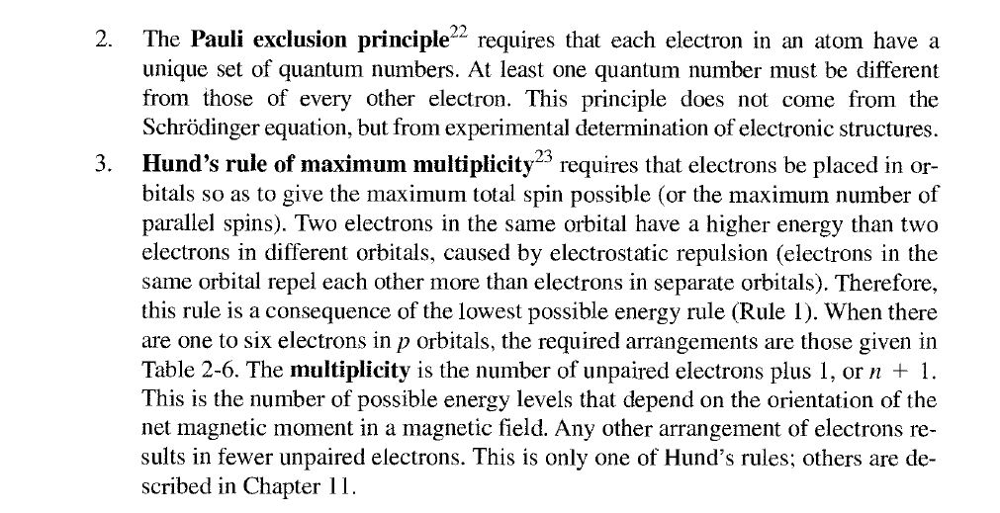 2. The Pauli exclusion principle22 requires that each electron in an atom have a
unique set of quantum numbers. At least one quantum number must be different
from those of every other electron. This principle does not come from the
Schrödinger equation, but from experimental determination of electronic structures.
3. Hund's rule of maximum multiplicity23 requires that electrons be placed in or-
bitals so as to give the maximum total spin possible (or the maximum number of
parallel spins). Two electrons in the same orbital have a higher energy than two
electrons in different orbitals, caused by electrostatic repulsion (electrons in the
same orbital repel each other more than electrons in separate orbitals). Therefore,
this rule is a consequence of the lowest possible energy rule (Rule 1). When there
are one to six electrons in p orbitals, the required arrangements are those given in
Table 2-6. The multiplicity is the number of unpaired electrons plus 1, or n + 1.
This is the number of possible energy levels that depend on the orientation of the
net magnetic moment in a magnetic field. Any other arrangement of electrons re-
sults in fewer unpaired electrons. This is only one of Hund's rules; others are de-
scribed in Chapter 11.